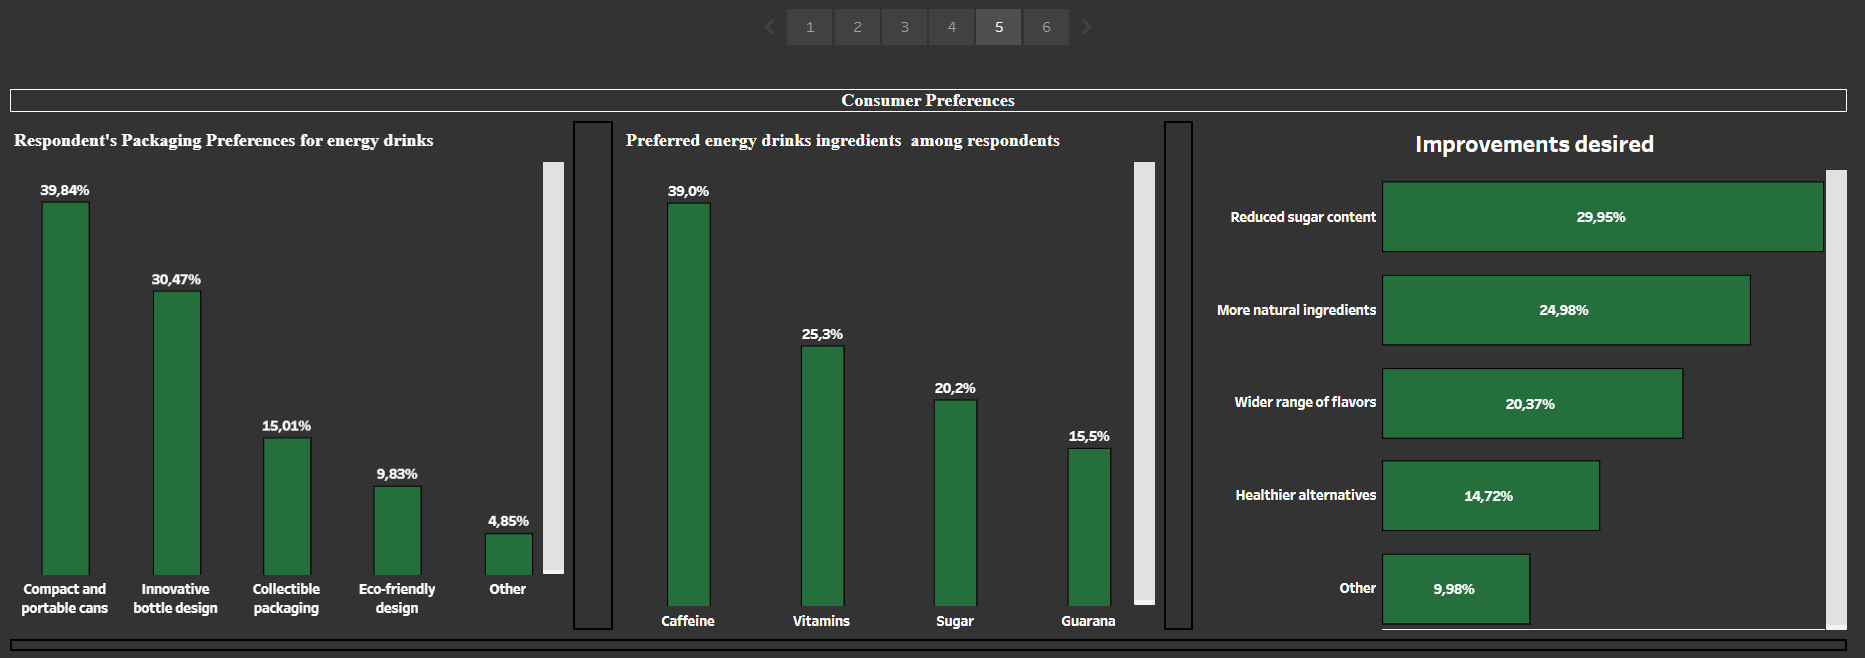 1 2 3 4 5 6
Consumer Preferences
Respondent's Packaging Preferences for energy drinks
39,84%
30,47%
15,01%
9,83%
4,85%
Compact and
portable cans
Innovative
bottle design
Collectible
packaging
Eco-friendly
design
Other
Preferred energy drinks ingredients  among respondents
39,0%
25,3%
20,2%
15,5%
Caffeine
Vitamins
Sugar
Guarana
Improvements desired
Reduced sugar content 29,95%
More natural ingredients 24,98%
Wider range of flavors 20,37%
Healthier alternatives 14,72%
Other 9,98%